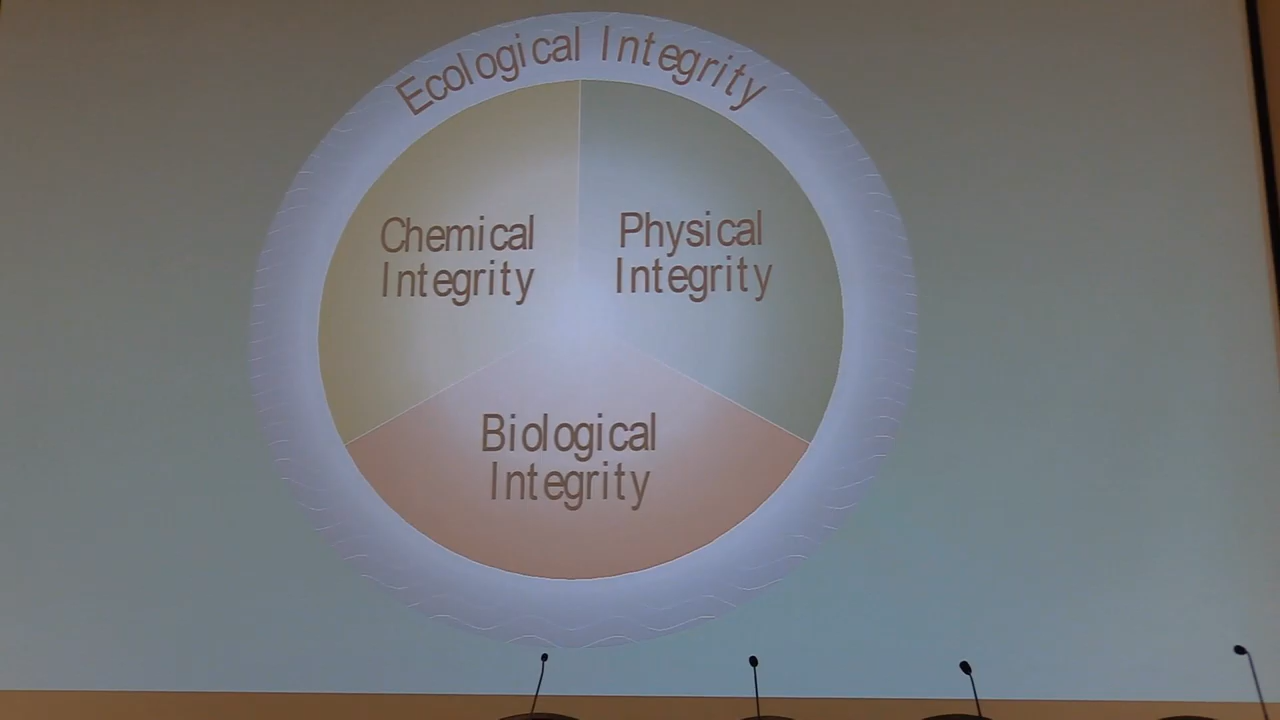 Ecological Integrity
Chemical
Integrity
Physical
Integrity
Biological
Integrity